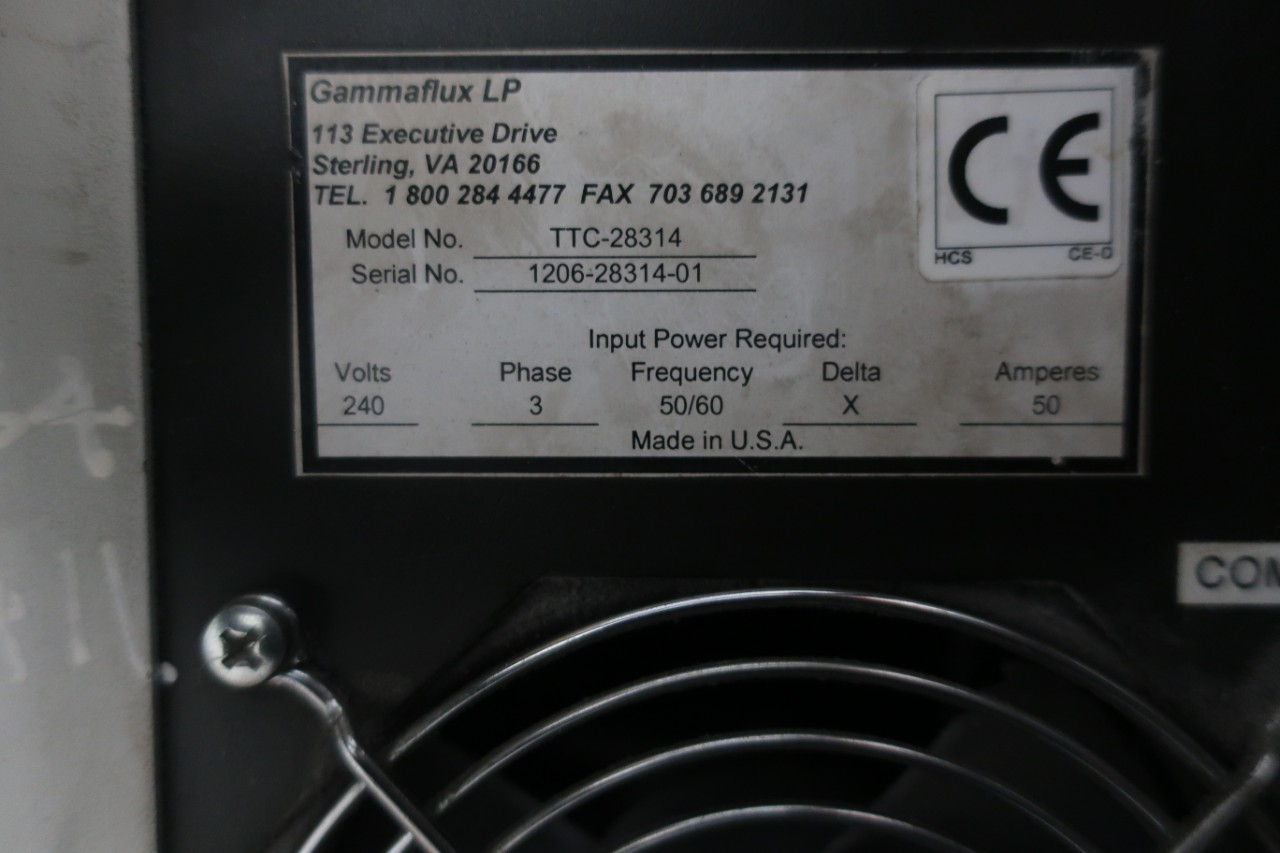 Gammaflux LP
113 Executive Drive
Sterling, VA 20166
TEL. 1 800 284 4477 FAX 703 689 2131
Model No. TTC-28314
Serial No. 1206-28314-01
CE
HCS
Input Power Required:
Volts Phase Frequency Delta Amperes
240 3 50/60 X 50
Made in U.S.A.